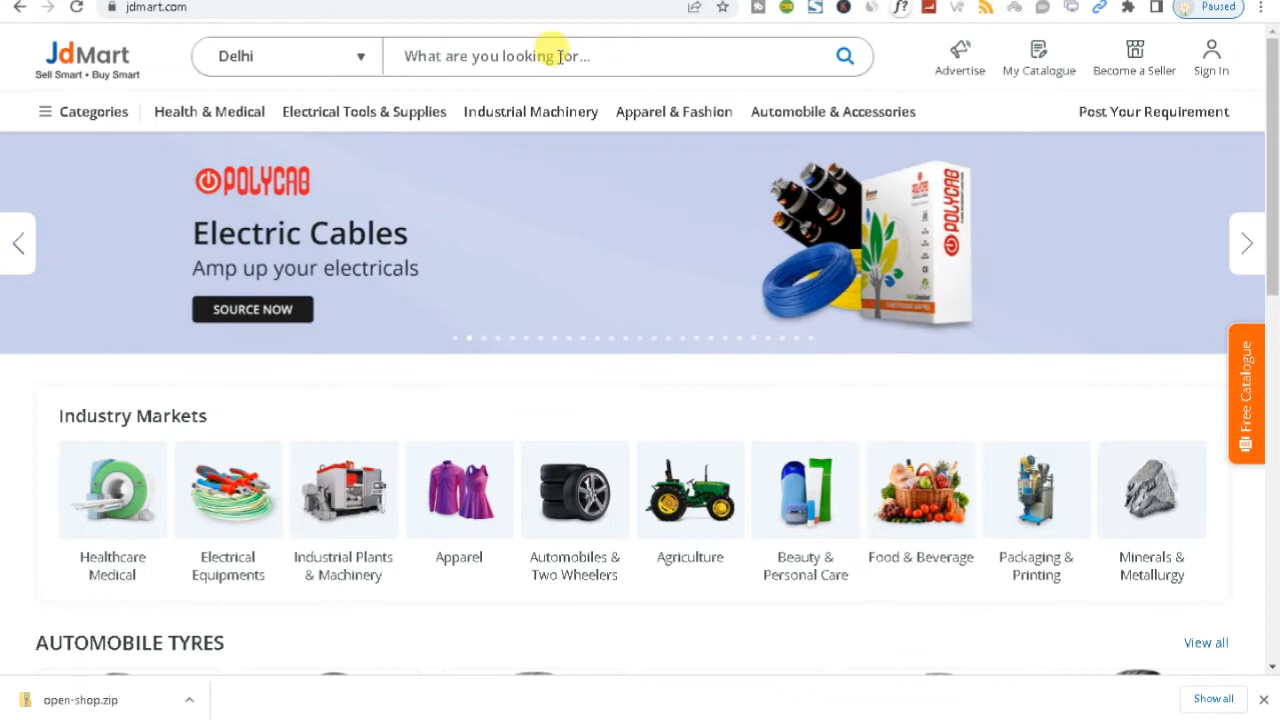 jdmart.com
Paused
JdMart
Sell Smart • Buy Smart
Delhi
What are you looking for...
Advertise
My Catalogue
Become a Seller
Sign In
Categories
Health & Medical
Electrical Tools & Supplies
Industrial Machinery
Apparel & Fashion
Automobile & Accessories
Post Your Requirement
POLYCAB
Electric Cables
Amp up your electricals
SOURCE NOW
POLYCAB
Free Catalogue
Industry Markets
Healthcare
Medical
Electrical
Equipments
Industrial Plants
& Machinery
Apparel
Automobiles &
Two Wheelers
Agriculture
Beauty &
Personal Care
Food & Beverage
Packaging &
Printing
Minerals &
Metallurgy
AUTOMOBILE TYRES
View all
open-shop.zip
Show all